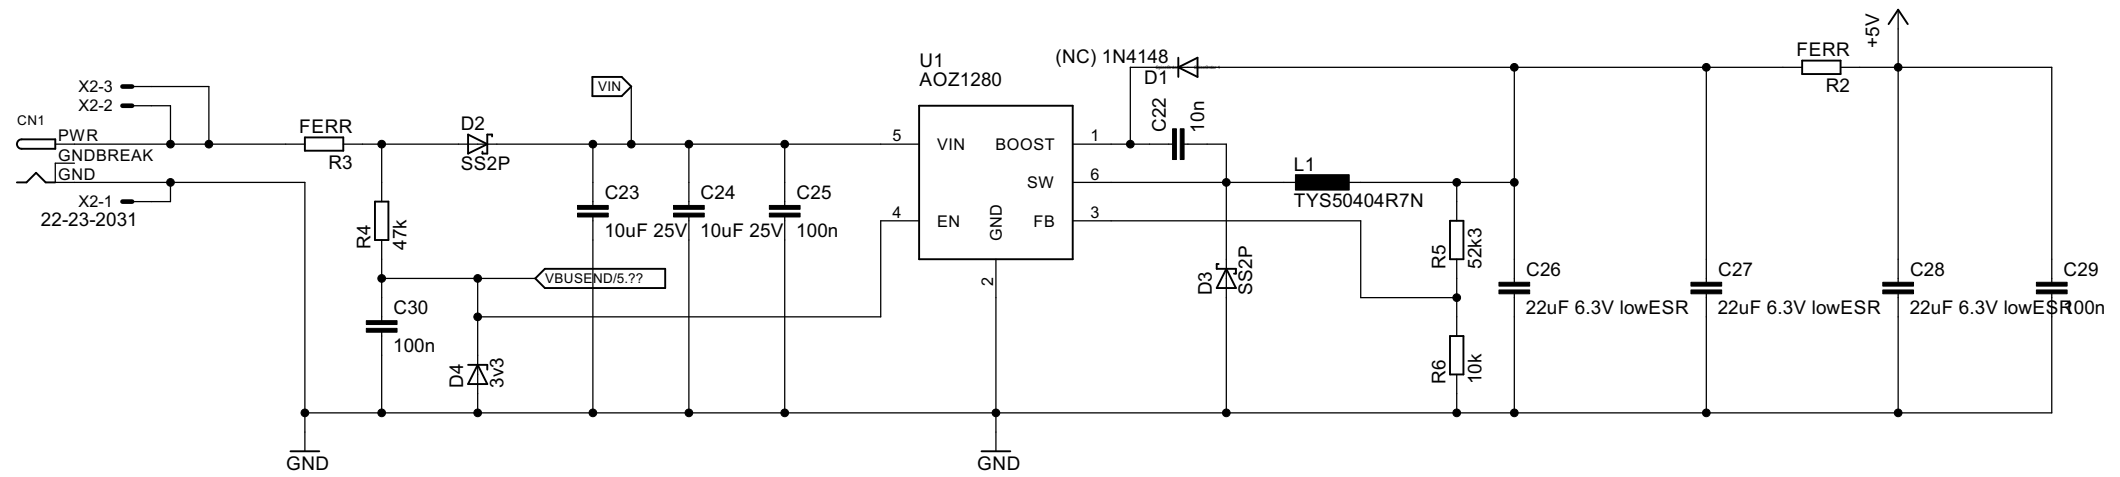 CN1
X2-3
X2-2
PWR
GNDBREAK
GND
X2-1
22-23-2031
FERR
R3
R4
47k
C30
100n
D2
SS2P
VBUSEND/5.??
D4
3v3
VIN
C23
10uF 25V
C24
10uF 25V
C25
100n
GND
U1
AOZ1280
5
VIN
BOOST
1
SW
6
4
EN
GND
FB
3
2
GND
(NC) 1N4148
D1
C22
10n
D3
SS2P
L1
TYS50404R7N
R5
52k3
R6
10k
C26
22uF 6.3V lowESR
C27
22uF 6.3V lowESR
FERR
R2
+5V
C28
22uF 6.3V lowESR
C29
100n